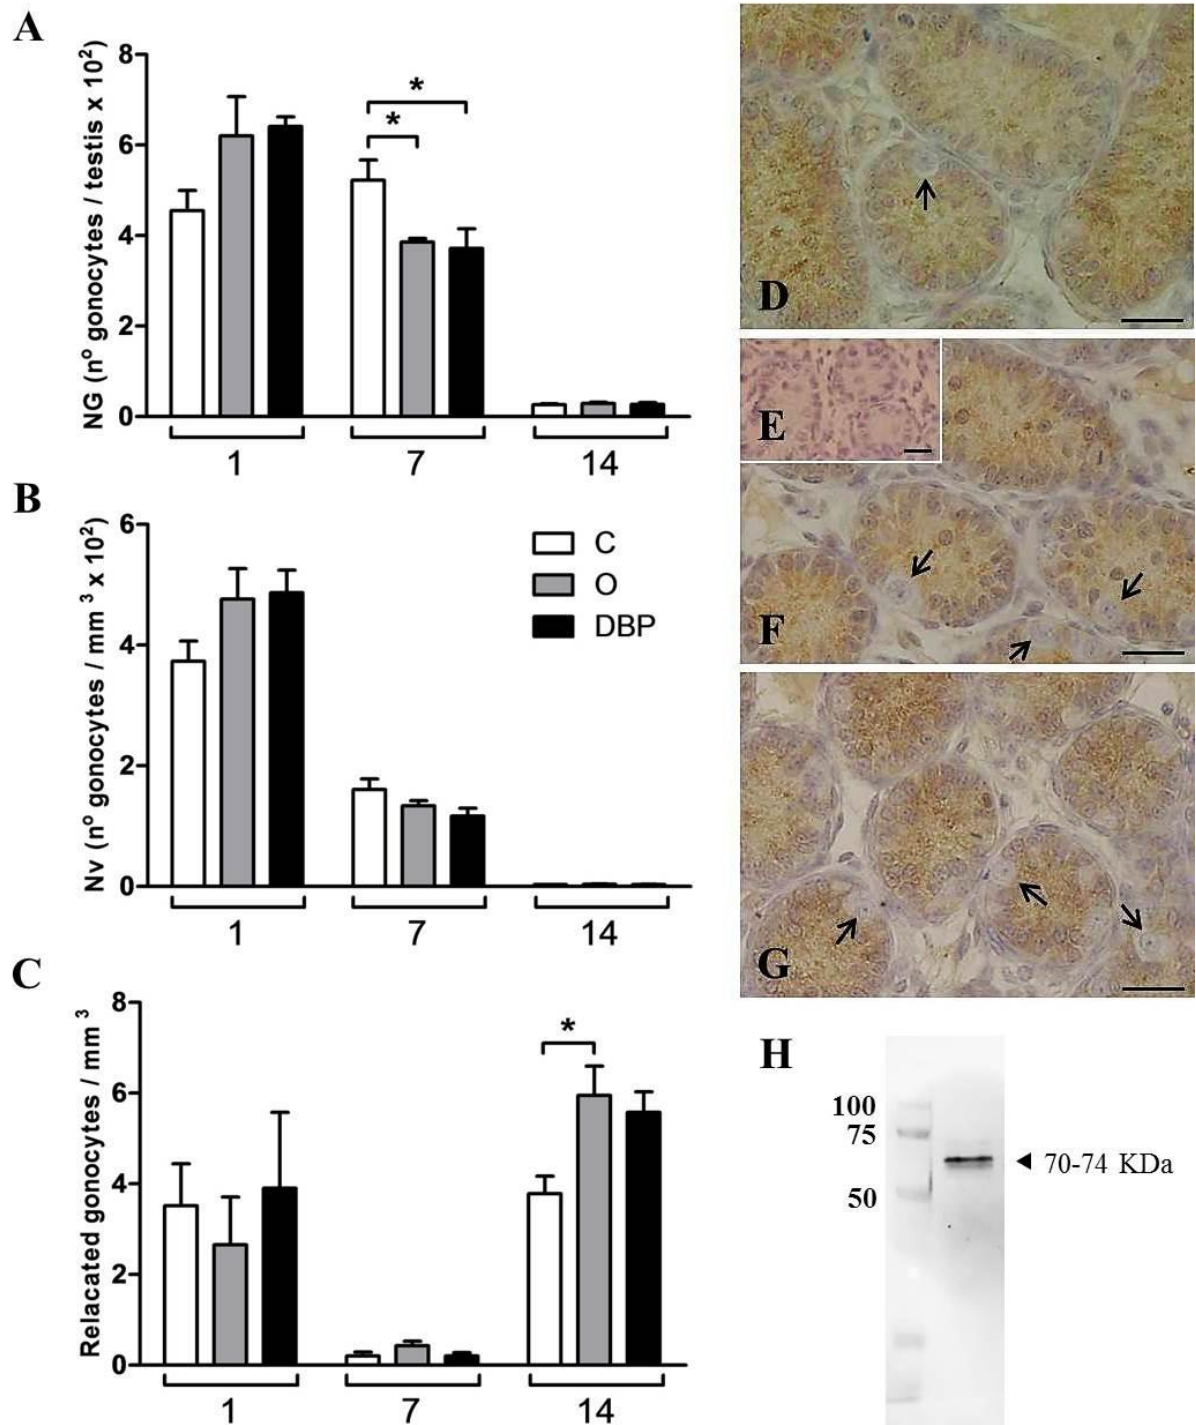 A
NG (nº gonocytes / testis x 10²)
8
6
4
2
0
*
*
1
7
14
B
Nv (nº gonocytes / mm³ x 10²)
6
4
2
0
C
O
DBP
1
7
14
C
Relacated gonocytes / mm³
8
6
4
2
0
*
1
7
14
D
E
F
G
H
100
75
50
70-74 KDa